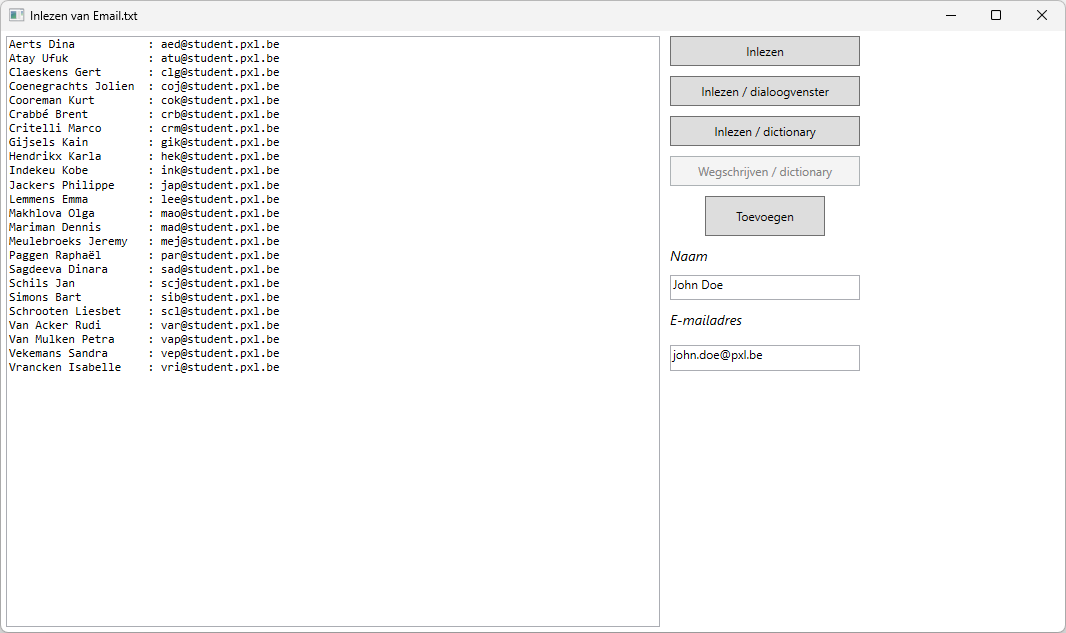 Inlezen van Email.txt
Aerts Dina : aed@student.pxl.be
Atay Ufuk : atu@student.pxl.be
Claeskens Gert : clg@student.pxl.be
Coenegrachts Jolien : coj@student.pxl.be
Cooreman Kurt : cok@student.pxl.be
Crabbé Brent : crb@student.pxl.be
Critelli Marco : crm@student.pxl.be
Gijsels Kain : gik@student.pxl.be
Hendrikx Karla : hek@student.pxl.be
Indekeu Kobe : ink@student.pxl.be
Jackers Philippe : jap@student.pxl.be
Lemmens Emma : lee@student.pxl.be
Makhlova Olga : mao@student.pxl.be
Mariman Dennis : mad@student.pxl.be
Meulebroeks Jeremy : mej@student.pxl.be
Paggen Raphaël : par@student.pxl.be
Sagdeeva Dinara : sad@student.pxl.be
Schils Jan : scj@student.pxl.be
Simons Bart : sib@student.pxl.be
Schrooten Liesbet : scl@student.pxl.be
Van Acker Rudi : var@student.pxl.be
Van Mulken Petra : vap@student.pxl.be
Vekemans Sandra : vep@student.pxl.be
Vrancken Isabelle : vri@student.pxl.be
Inlezen
Inlezen / dialoogvenster
Inlezen / dictionary
Wegschrijven / dictionary
Toevoegen
Naam
John Doe
E-mailadres
john.doe@pxl.be